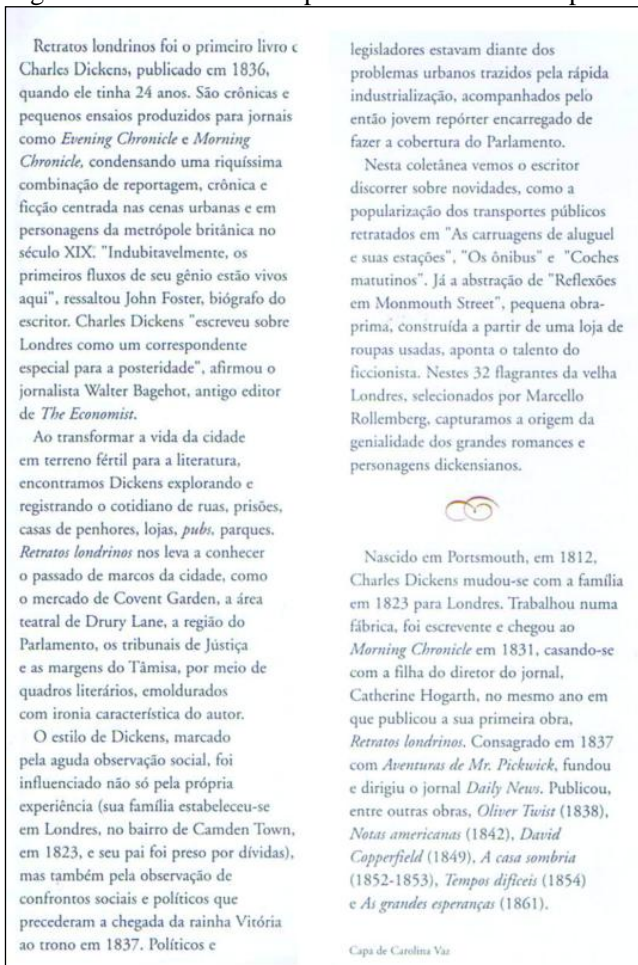 Retratos londrinos foi o primeiro livro
Charles Dickens, publicado em 1836,
quando ele tinha 24 anos. São crônicas e
pequenos ensaios produzidos para jornais
como Evening Chronicle e Morning
Chronicle, condensando uma riquíssima
combinação de reportagem, crônica e
ficção centrada nas cenas urbanas e em
personagens da metrópole britânica no
século XIX. "Indubitavelmente, os
primeiros fluxos de seu gênio estão vivos
aqui", ressaltou John Foster, biógrafo do
escritor. Charles Dickens "escreveu sobre
Londres como um correspondente
especial para a posteridade", afirmou o
jornalista Walter Bagehot, antigo editor
de The Economist.
Ao transformar a vida da cidade
em terreno fértil para a literatura,
encontramos Dickens explorando e
registrando o cotidiano de ruas, prisões,
casas de penhores, lojas, pubs, parques.
Retratos londrinos nos leva a conhecer
o passado de marcos da cidade, como
o mercado de Covent Garden, a área
teatral de Drury Lane, a região do
Parlamento, os tribunais de Justiça
e as margens do Tâmisa, por meio de
quadros literários, emoldurados
com ironia característica do autor.
O estilo de Dickens, marcado
pela aguda observação social, foi
influenciado não só pela própria
experiência (sua família estabeleceu-se
em Londres, no bairro de Camden Town,
em 1823, e seu pai foi preso por dívidas),
mas também pela observação de
confrontos sociais e políticos que
precederam a chegada da rainha Vitória
ao trono em 1837. Políticos e
legisladores estavam diante dos
problemas urbanos trazidos pela rápida
industrialização, acompanhados pelo
então jovem repórter encarregado de
fazer a cobertura do Parlamento.
Nesta coletânea vemos o escritor
discorrer sobre novidades, como a
popularização dos transportes públicos
retratados em "As carruagens de aluguel
e suas estações", "Os ônibus" e "Coches
matutinos". Já a abstração de "Reflexões
em Monmouth Street", pequena obra-
prima, construída a partir de uma loja de
roupas usadas, aponta o talento do
ficcionista. Nestes 32 flagrantes da velha
Londres, selecionados por Marcello
Rollemberg, capturamos a origem da
genialidade dos grandes romances e
personagens dickensianos.
Nascido em Portsmouth, em 1812,
Charles Dickens mudou-se com a família
em 1823 para Londres. Trabalhou numa
fábrica, foi escrevente e chegou ao
Morning Chronicle em 1831, casando-se
com a filha do diretor do jornal,
Catherine Hogarth, no mesmo ano em
que publicou a sua primeira obra,
Retratos londrinos. Consagrado em 1837
com Aventuras de Mr. Pickwick, fundou
e dirigiu o jornal Daily News. Publicou,
entre outras obras, Oliver Twist (1838),
Notas americanas (1842), David
Copperfield (1849), A casa sombria
(1852-1853), Tempos difíceis (1854)
e As grandes esperanças (1861).
Capa de Carolina Vaz